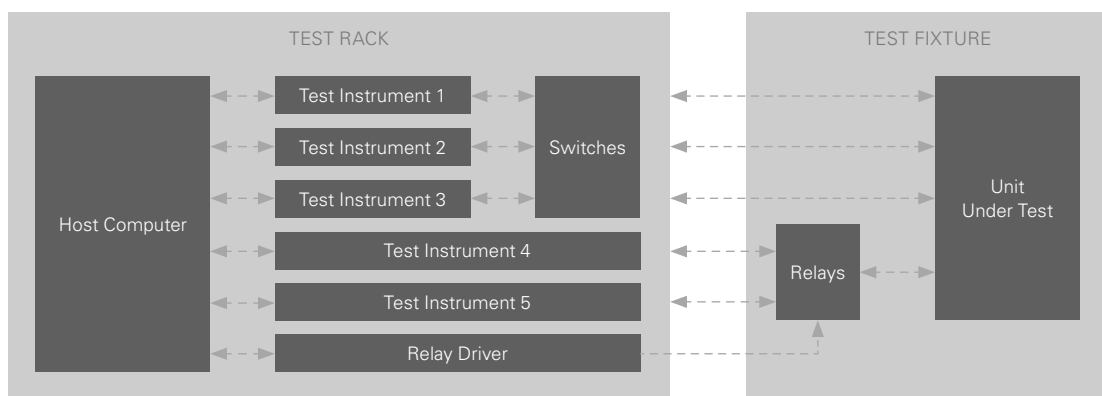 TEST RACK
TEST FIXTURE
Host Computer
Test Instrument 1
Test Instrument 2
Test Instrument 3
Switches
Test Instrument 4
Test Instrument 5
Relay Driver
Relays
Unit
Under Test